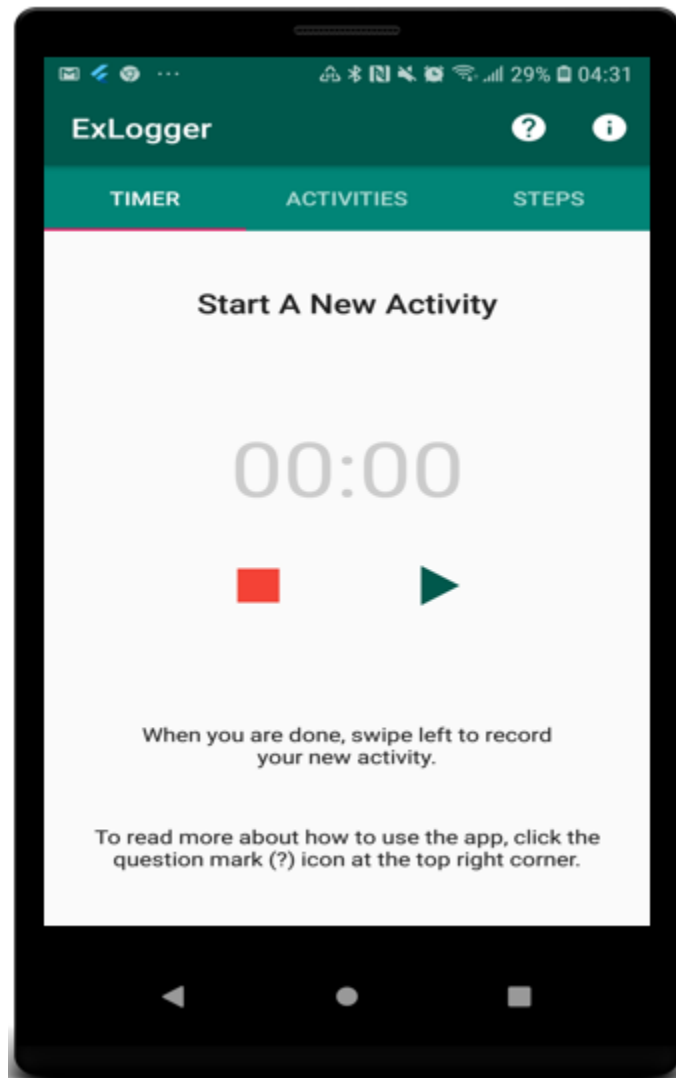 29% 04:31
ExLogger ? i
TIMER ACTIVITIES STEPS
Start A New Activity
00:00
When you are done, swipe left to record
your new activity.
To read more about how to use the app, click the
question mark (?) icon at the top right corner.